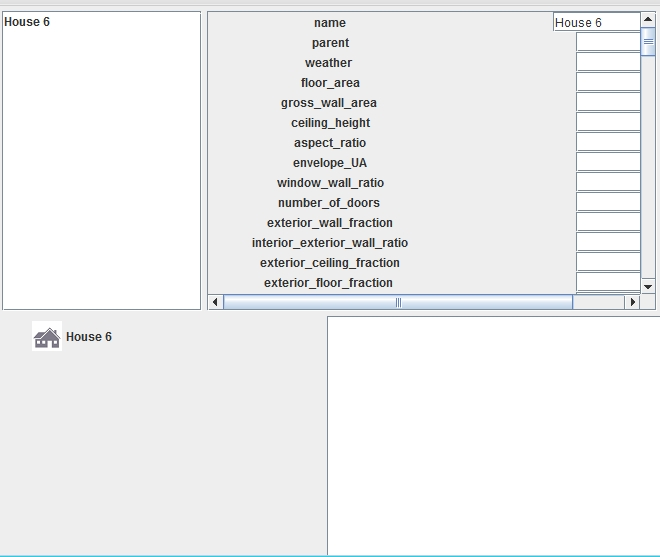 House 6
name House 6
parent
weather
floor_area
gross_wall_area
ceiling_height
aspect_ratio
envelope_UA
window_wall_ratio
number_of_doors
exterior_wall_fraction
interior_exterior_wall_ratio
exterior_ceiling_fraction
exterior_floor_fraction
House 6